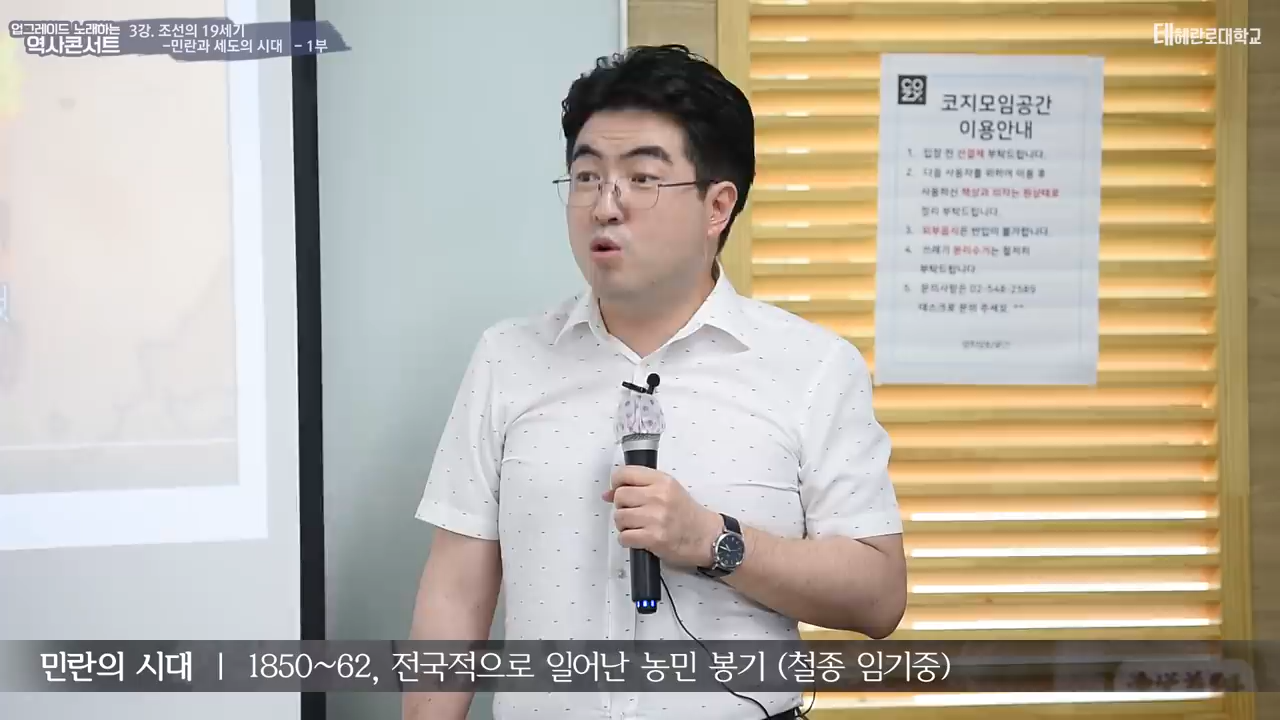 업그레이드 노래하는
역사콘서트
3강. 조선의 19세기
-민란과 세도의 시대 - 1부
테헤란로대학교
CO
ZY
코지모임공간
이용안내
1. 입장 전 선결제 부탁드립니다.
2. 다음 사용자를 위하여 이용 후
사용하신 책상과 의자는 원상태로
정리 부탁드립니다.
3. 외부음식은 반입이 불가합니다.
4. 쓰레기 분리수거는 철저히
부탁드립니다
5. 문의사항은 02-548-2589
데스크로 문의 주세요. ^^
민란의 시대 | 1850~62, 전국적으로 일어난 농민 봉기 (철종 임기중)